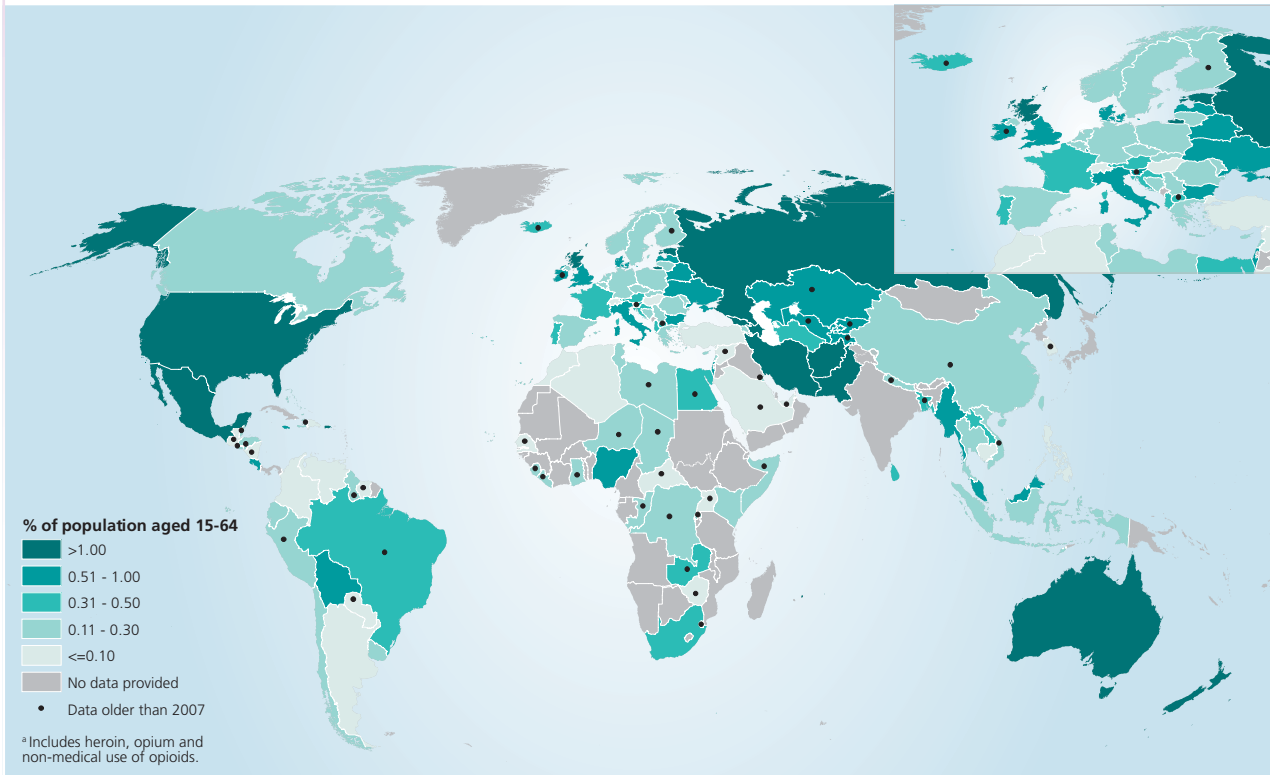 % of population aged 15-64
>1.00
0.51 - 1.00
0.31 - 0.50
0.11 - 0.30
<=0.10
No data provided
Data older than 2007
a Includes heroin, opium and
non-medical use of opioids.